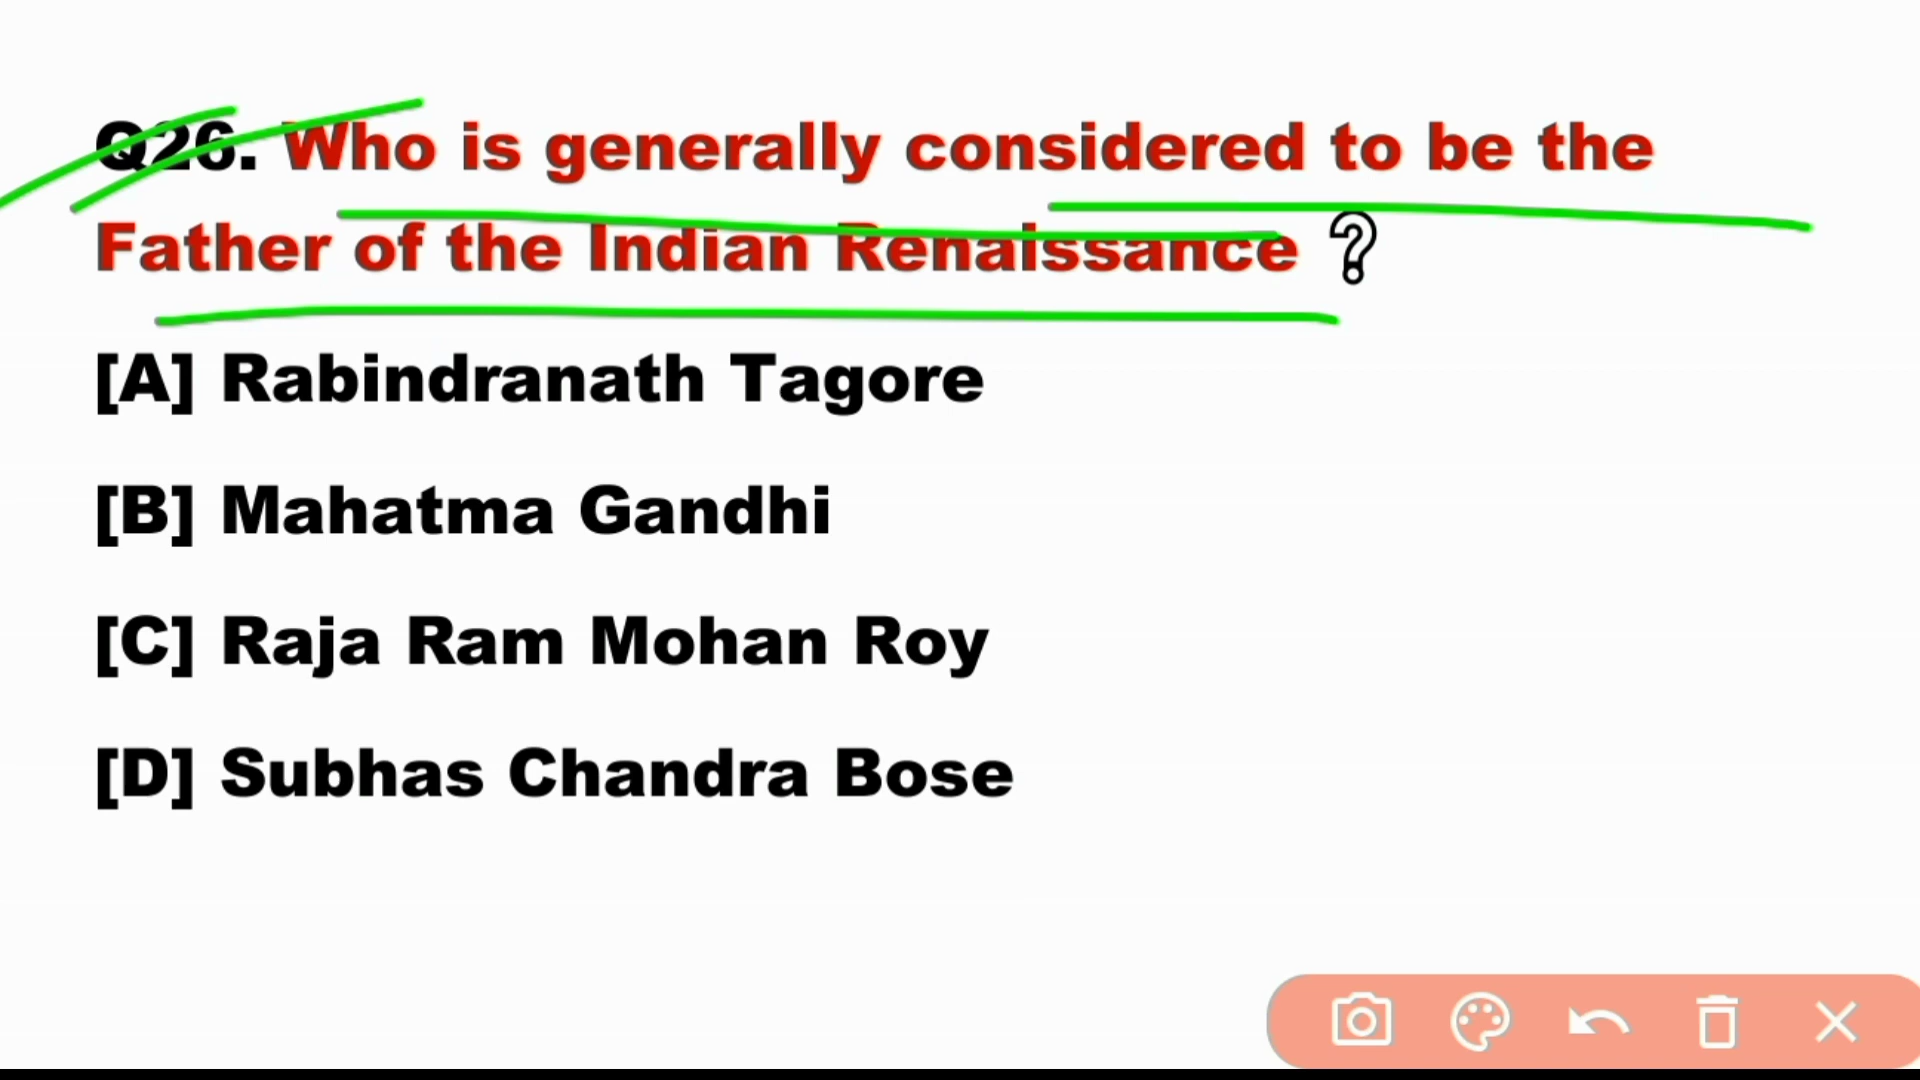 Q26. Who is generally considered to be the
Father of the Indian Renaissance ?
[A] Rabindranath Tagore
[B] Mahatma Gandhi
[C] Raja Ram Mohan Roy
[D] Subhas Chandra Bose